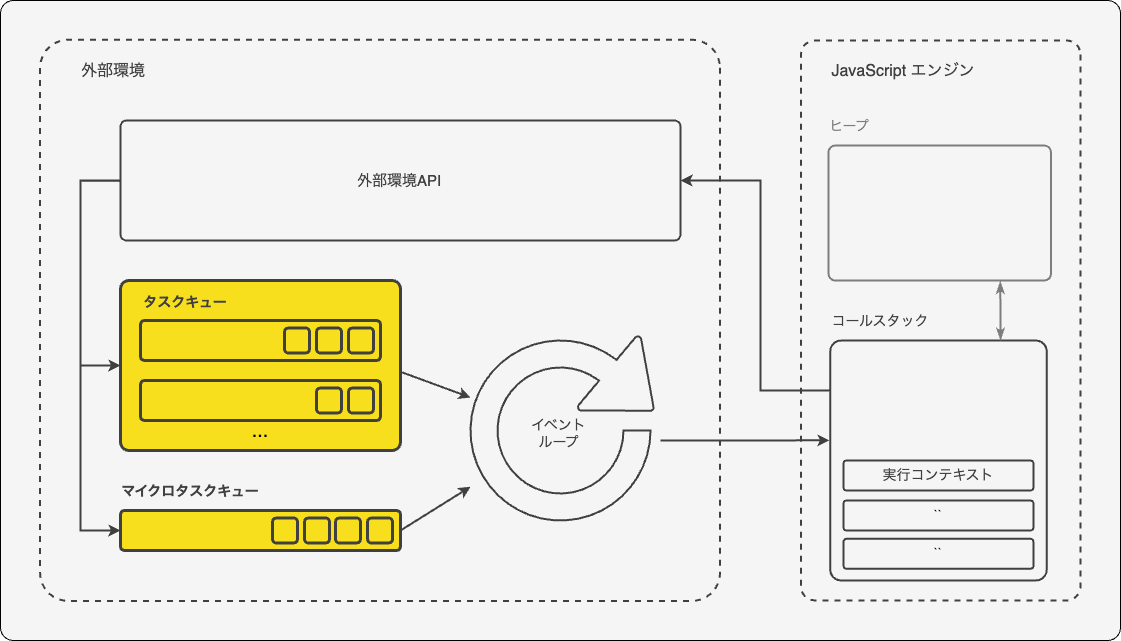 外部環境
外部環境API
タスクキュー
...
マイクロタスクキュー
イベント
ループ
JavaScript エンジン
ヒープ
コールスタック
実行コンテキスト
``
``